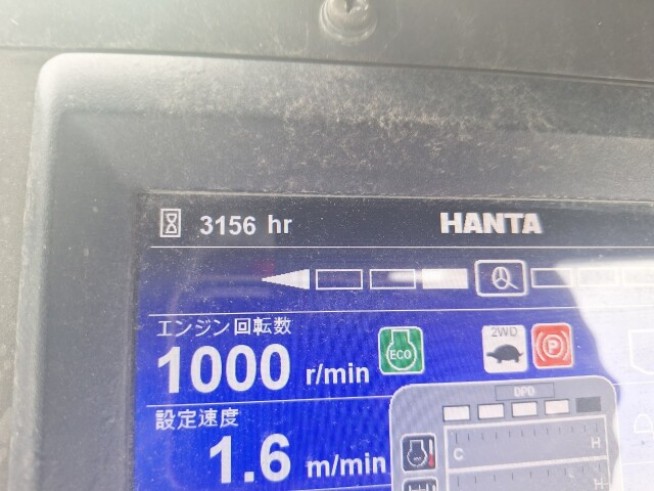 3156 hr HANTA
エンジン回転数
1000 r/min ECO 2WD P
設定速度
DPD
1.6 m/min
C H
H